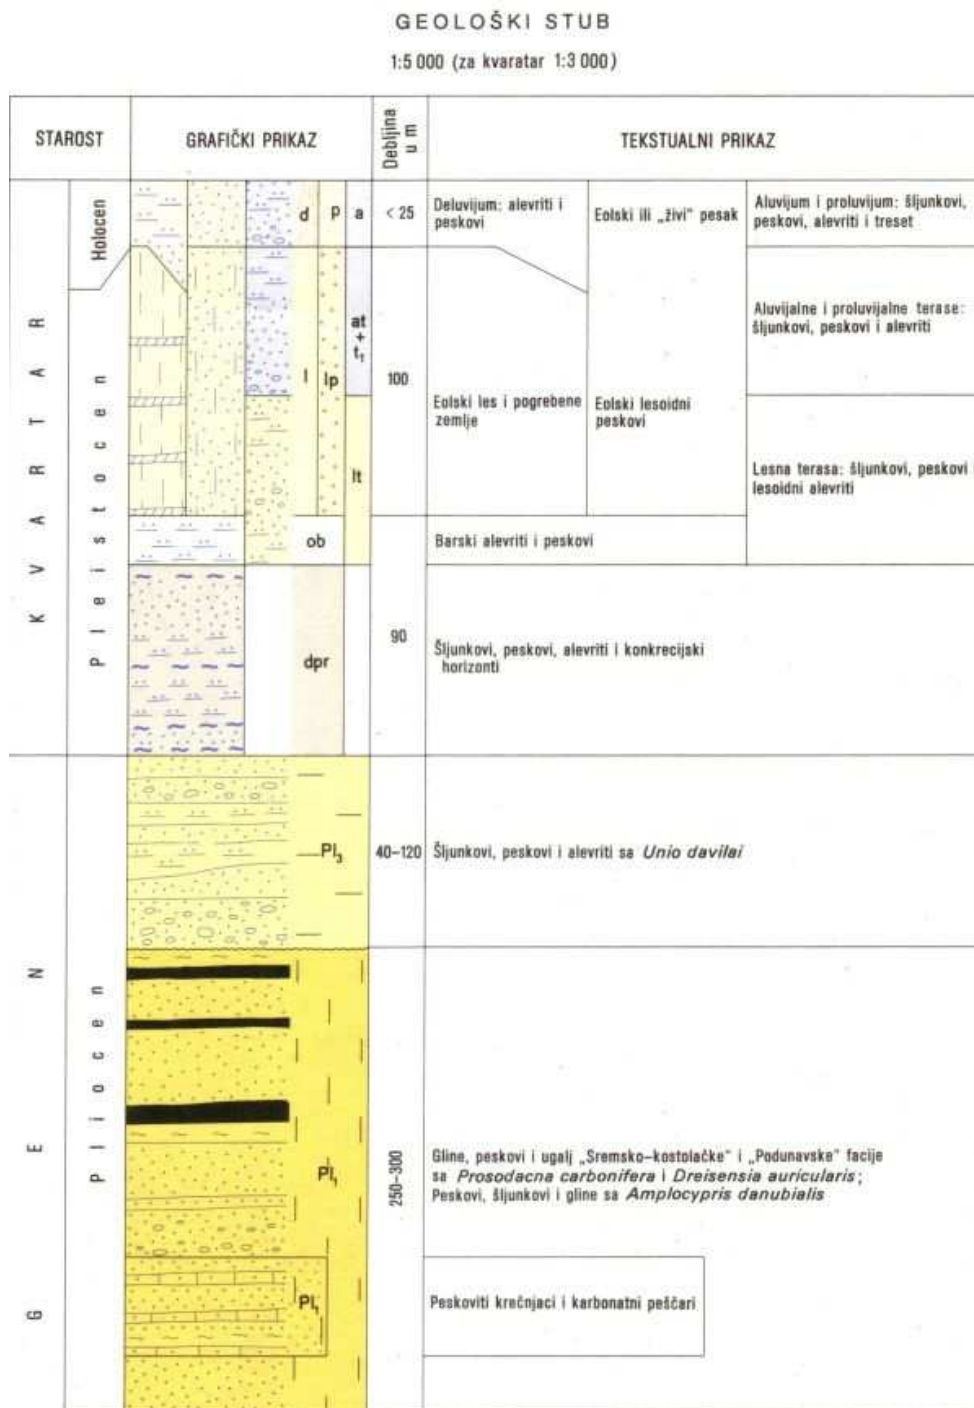 GEOLOŠKI STUB
1:5 000 (za kvaratar 1:3 000)
STAROST
GRAFIČKI PRIKAZ
Debljina
u m
TEKSTUALNI PRIKAZ
KVARTAR
Holocen
d
p
a
< 25
Deluvijum: alevriti i
peskovi
Eolski ili „živi” pesak
Aluvijum i proluvijum: šljunkovi,
peskovi, alevriti i treset
Pleistocen
l
lp
at
+
t₁
100
Eolski les i pogrebene
zemlje
Eolski lesoidni
peskovi
Aluvijalne i proluvijalne terase:
šljunkovi, peskovi i alevriti
lt
Lesna terasa: šljunkovi, peskovi
lesoidni alevriti
ob
Barski alevriti i peskovi
dpr
90
Šljunkovi, peskovi, alevriti i konkrecijski
horizonti
GEN
Pliocen
Pl₃
40–120
Šljunkovi, peskovi i alevriti sa Unio davilai
Pl₁
250–300
Gline, peskovi i ugalj „Sremsko–kostolačke” i „Podunavske” facije
sa Prosodacna carbonifera i Dreisensia auricularis;
Peskovi, šljunkovi i gline sa Amplocypris danubialis
Pl₁
Peskoviti krečnjaci i karbonatni peščari